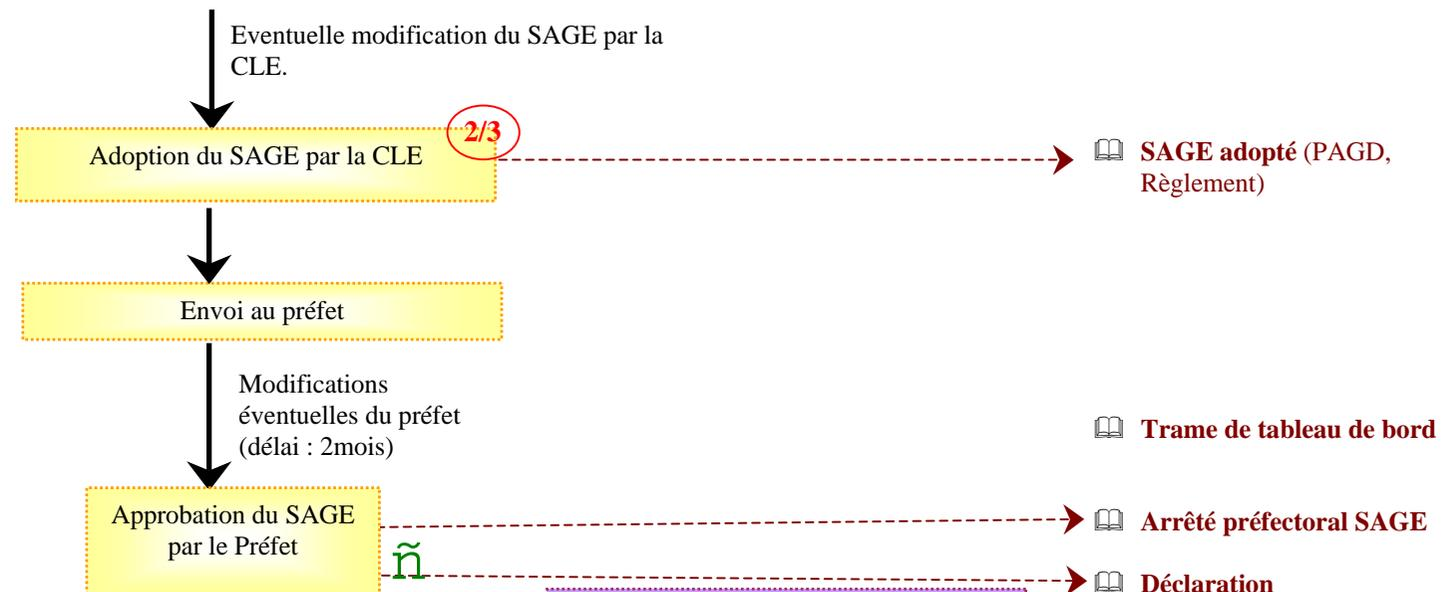 Eventuelle modification du SAGE par la
CLE.
2/3
Adoption du SAGE par la CLE
SAGE adopté (PAGD,
Règlement)
Envoi au préfet
Modifications
éventuelles du préfet
(délai : 2mois)
Trame de tableau de bord
Approbation du SAGE
par le Préfet
Arrêté préfectoral SAGE
ñ
Déclaration